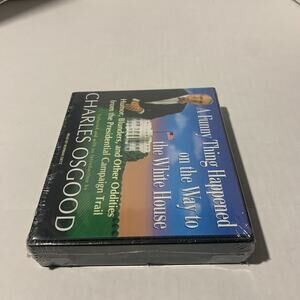 A Funny Thing Happened
on the Way to
the White House
Humor, Blunders, and Other Oddities
from the Presidential Campaign Trail
CHARLES OSGOOD